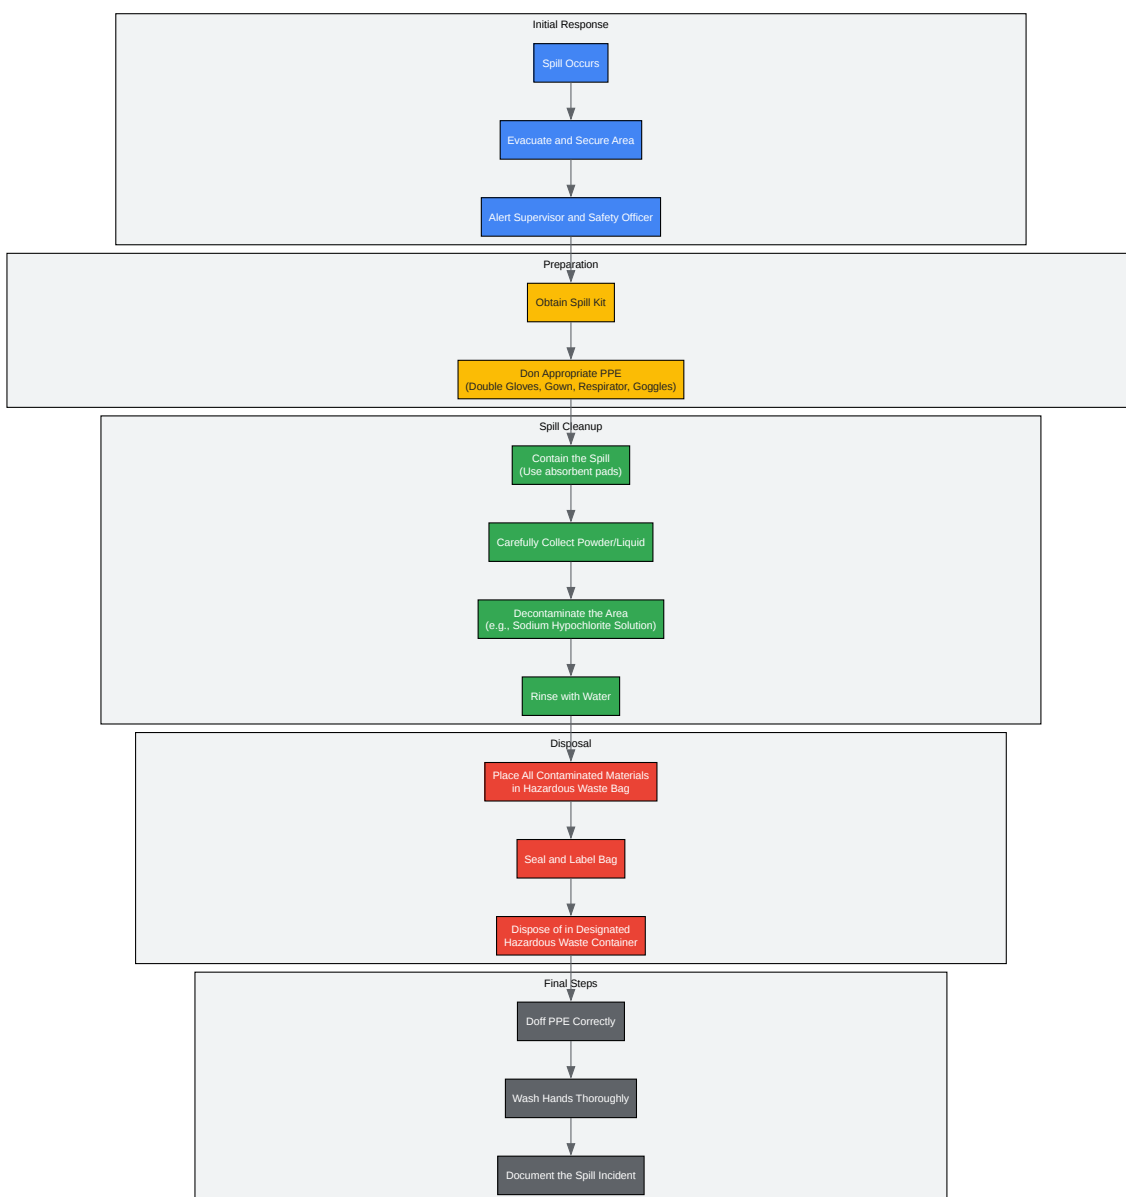 Initial Response
Spill Occurs
Evacuate and Secure Area
Alert Supervisor and Safety Officer
Preparation
Obtain Spill Kit
Don Appropriate PPE
(Double Gloves, Gown, Respirator, Goggles)
Spill Cleanup
Contain the Spill
(Use absorbent pads)
Carefully Collect Powder/Liquid
Decontaminate the Area
(e.g., Sodium Hypochlorite Solution)
Rinse with Water
Disposal
Place All Contaminated Materials
in Hazardous Waste Bag
Seal and Label Bag
Dispose of in Designated
Hazardous Waste Container
Final Steps
Doff PPE Correctly
Wash Hands Thoroughly
Document the Spill Incident